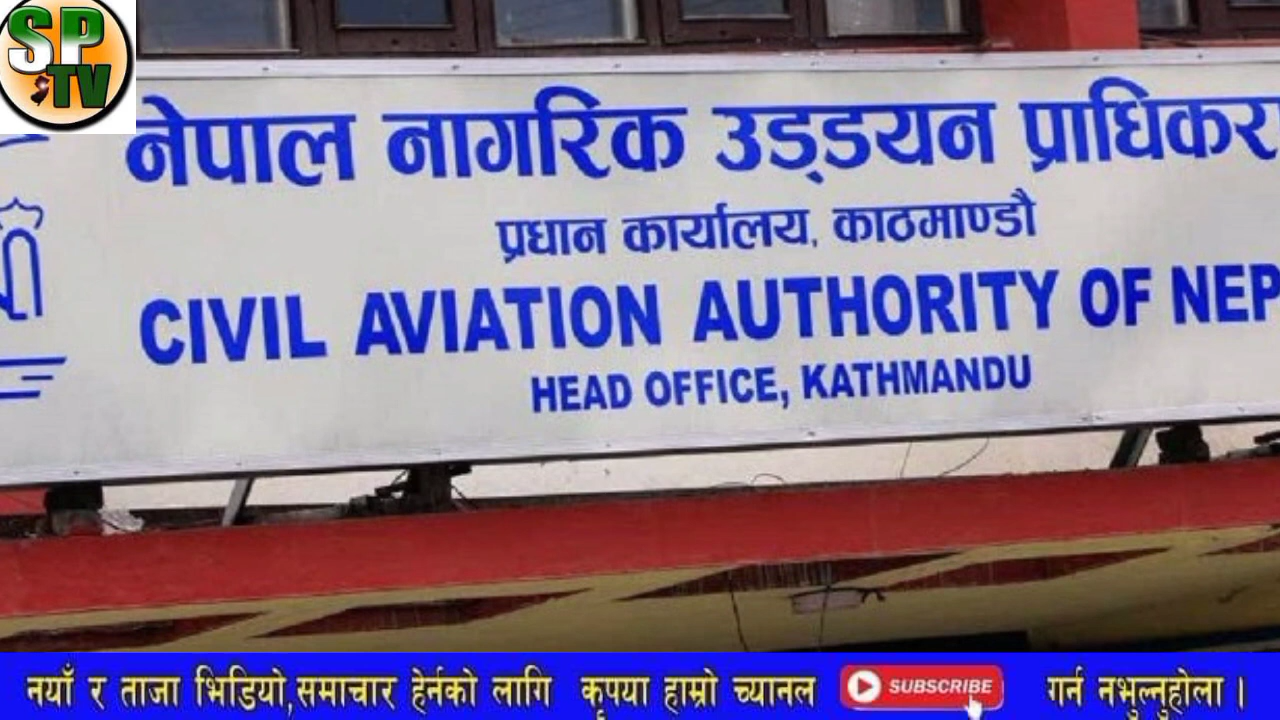 SP
TV
नेपाल नागरिक उड्डयन प्राधिकर
प्रधान कार्यालय, काठमाण्डौ
CIVIL AVIATION AUTHORITY OF NEP
HEAD OFFICE, KATHMANDU
नयाँ र ताजा भिडियो,समाचार हेर्नको लागि कृपया हाम्रो च्यानल SUBSCRIBE गर्न नभुल्नुहोला ।